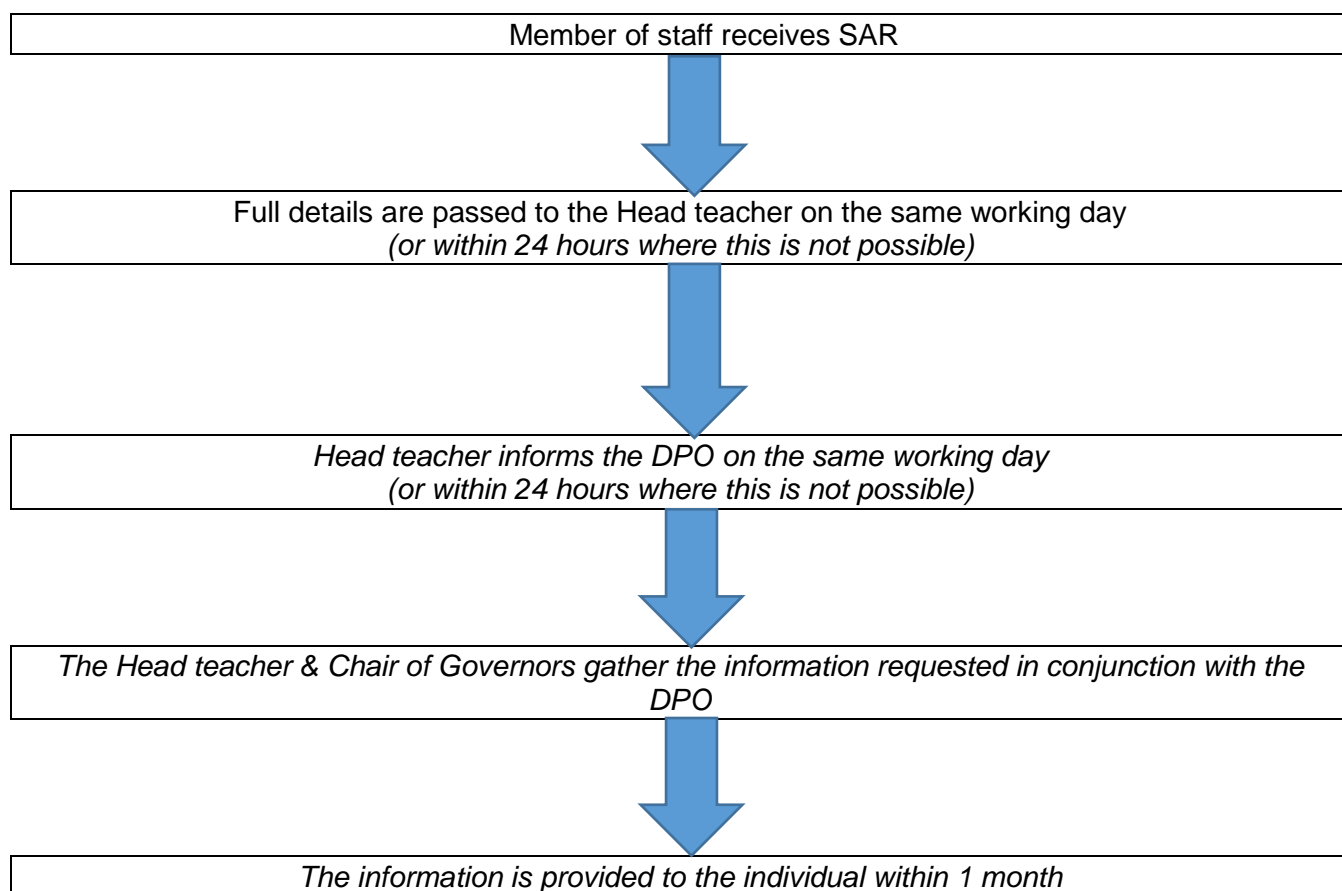 Member of staff receives SAR
Full details are passed to the Head teacher on the same working day
(or within 24 hours where this is not possible)
Head teacher informs the DPO on the same working day
(or within 24 hours where this is not possible)
The Head teacher & Chair of Governors gather the information requested in conjunction with the
DPO
The information is provided to the individual within 1 month